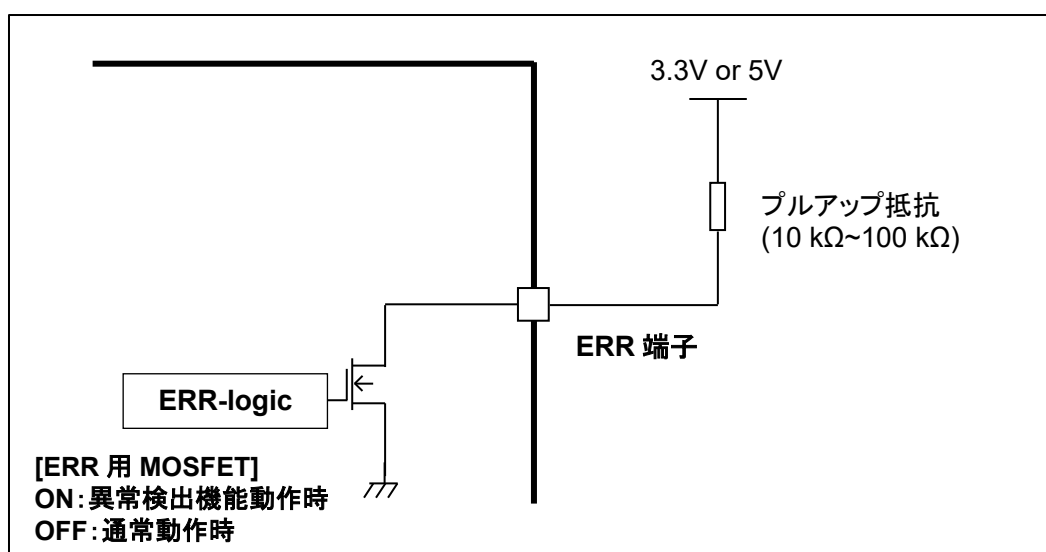 3.3V or 5V
プルアップ抵抗
(10 kΩ~100 kΩ)
ERR 端子
ERR-logic
[ERR 用 MOSFET]
ON：異常検出機能動作時
OFF：通常動作時